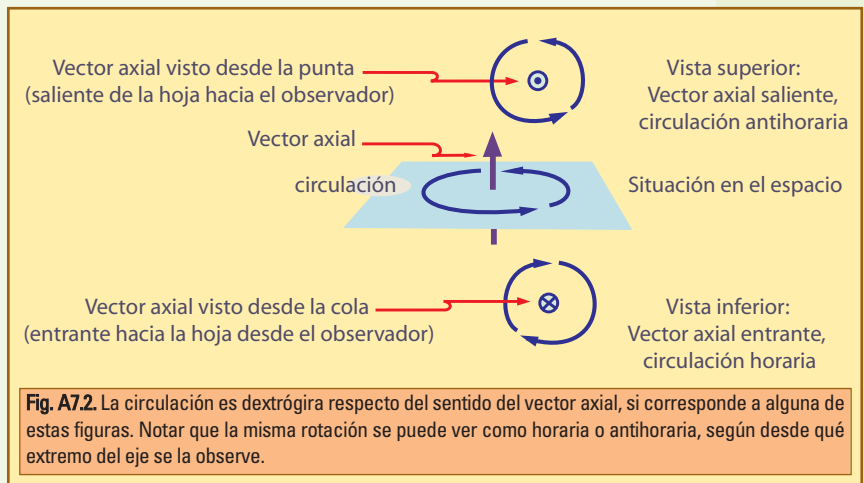 Vector axial visto desde la punta
(saliente de la hoja hacia el observador)
Vista superior:
Vector axial saliente,
circulación antihoraria
Vector axial
circulación
Situación en el espacio
Vector axial visto desde la cola
(entrante hacia la hoja desde el observador)
Vista inferior:
Vector axial entrante,
circulación horaria
Fig. A7.2. La circulación es dextrógira respecto del sentido del vector axial, si corresponde a alguna de
estas figuras. Notar que la misma rotación se puede ver como horaria o antihoraria, según desde qué
extremo del eje se la observe.